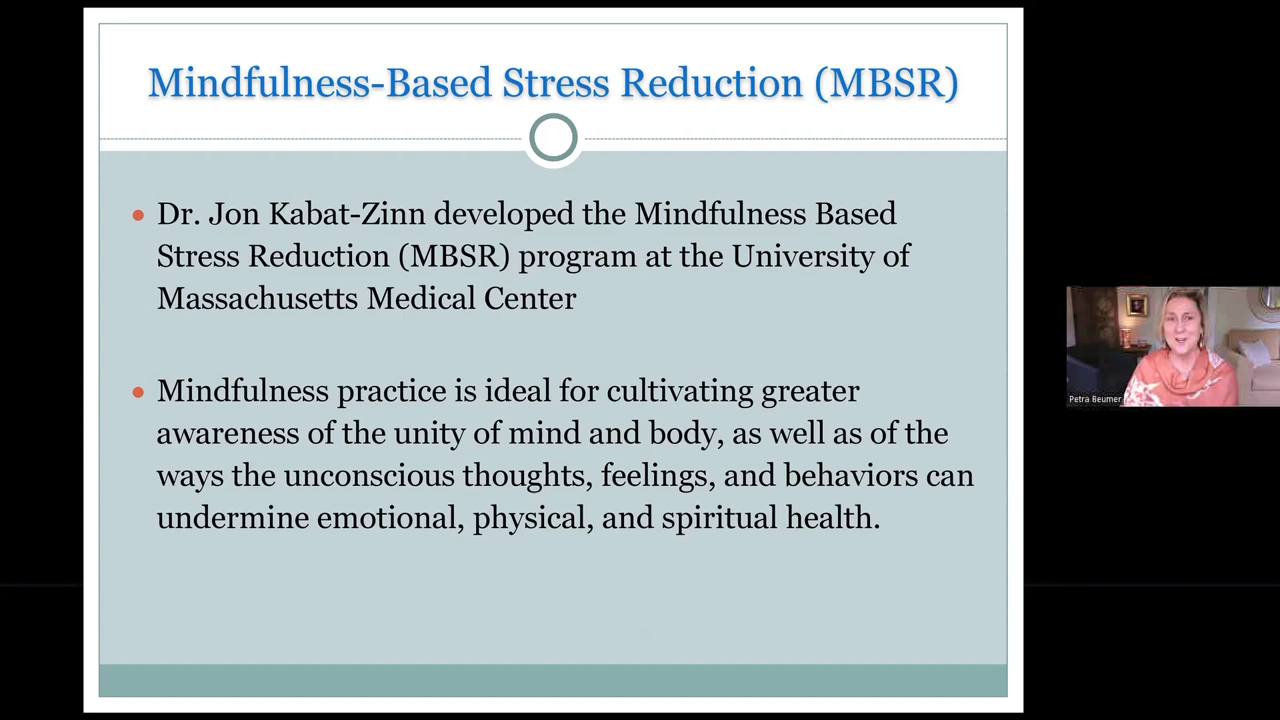 Mindfulness-Based Stress Reduction (MBSR)
• Dr. Jon Kabat-Zinn developed the Mindfulness Based
Stress Reduction (MBSR) program at the University of
Massachusetts Medical Center
• Mindfulness practice is ideal for cultivating greater
awareness of the unity of mind and body, as well as of the
ways the unconscious thoughts, feelings, and behaviors can
undermine emotional, physical, and spiritual health.
Petra Beumer